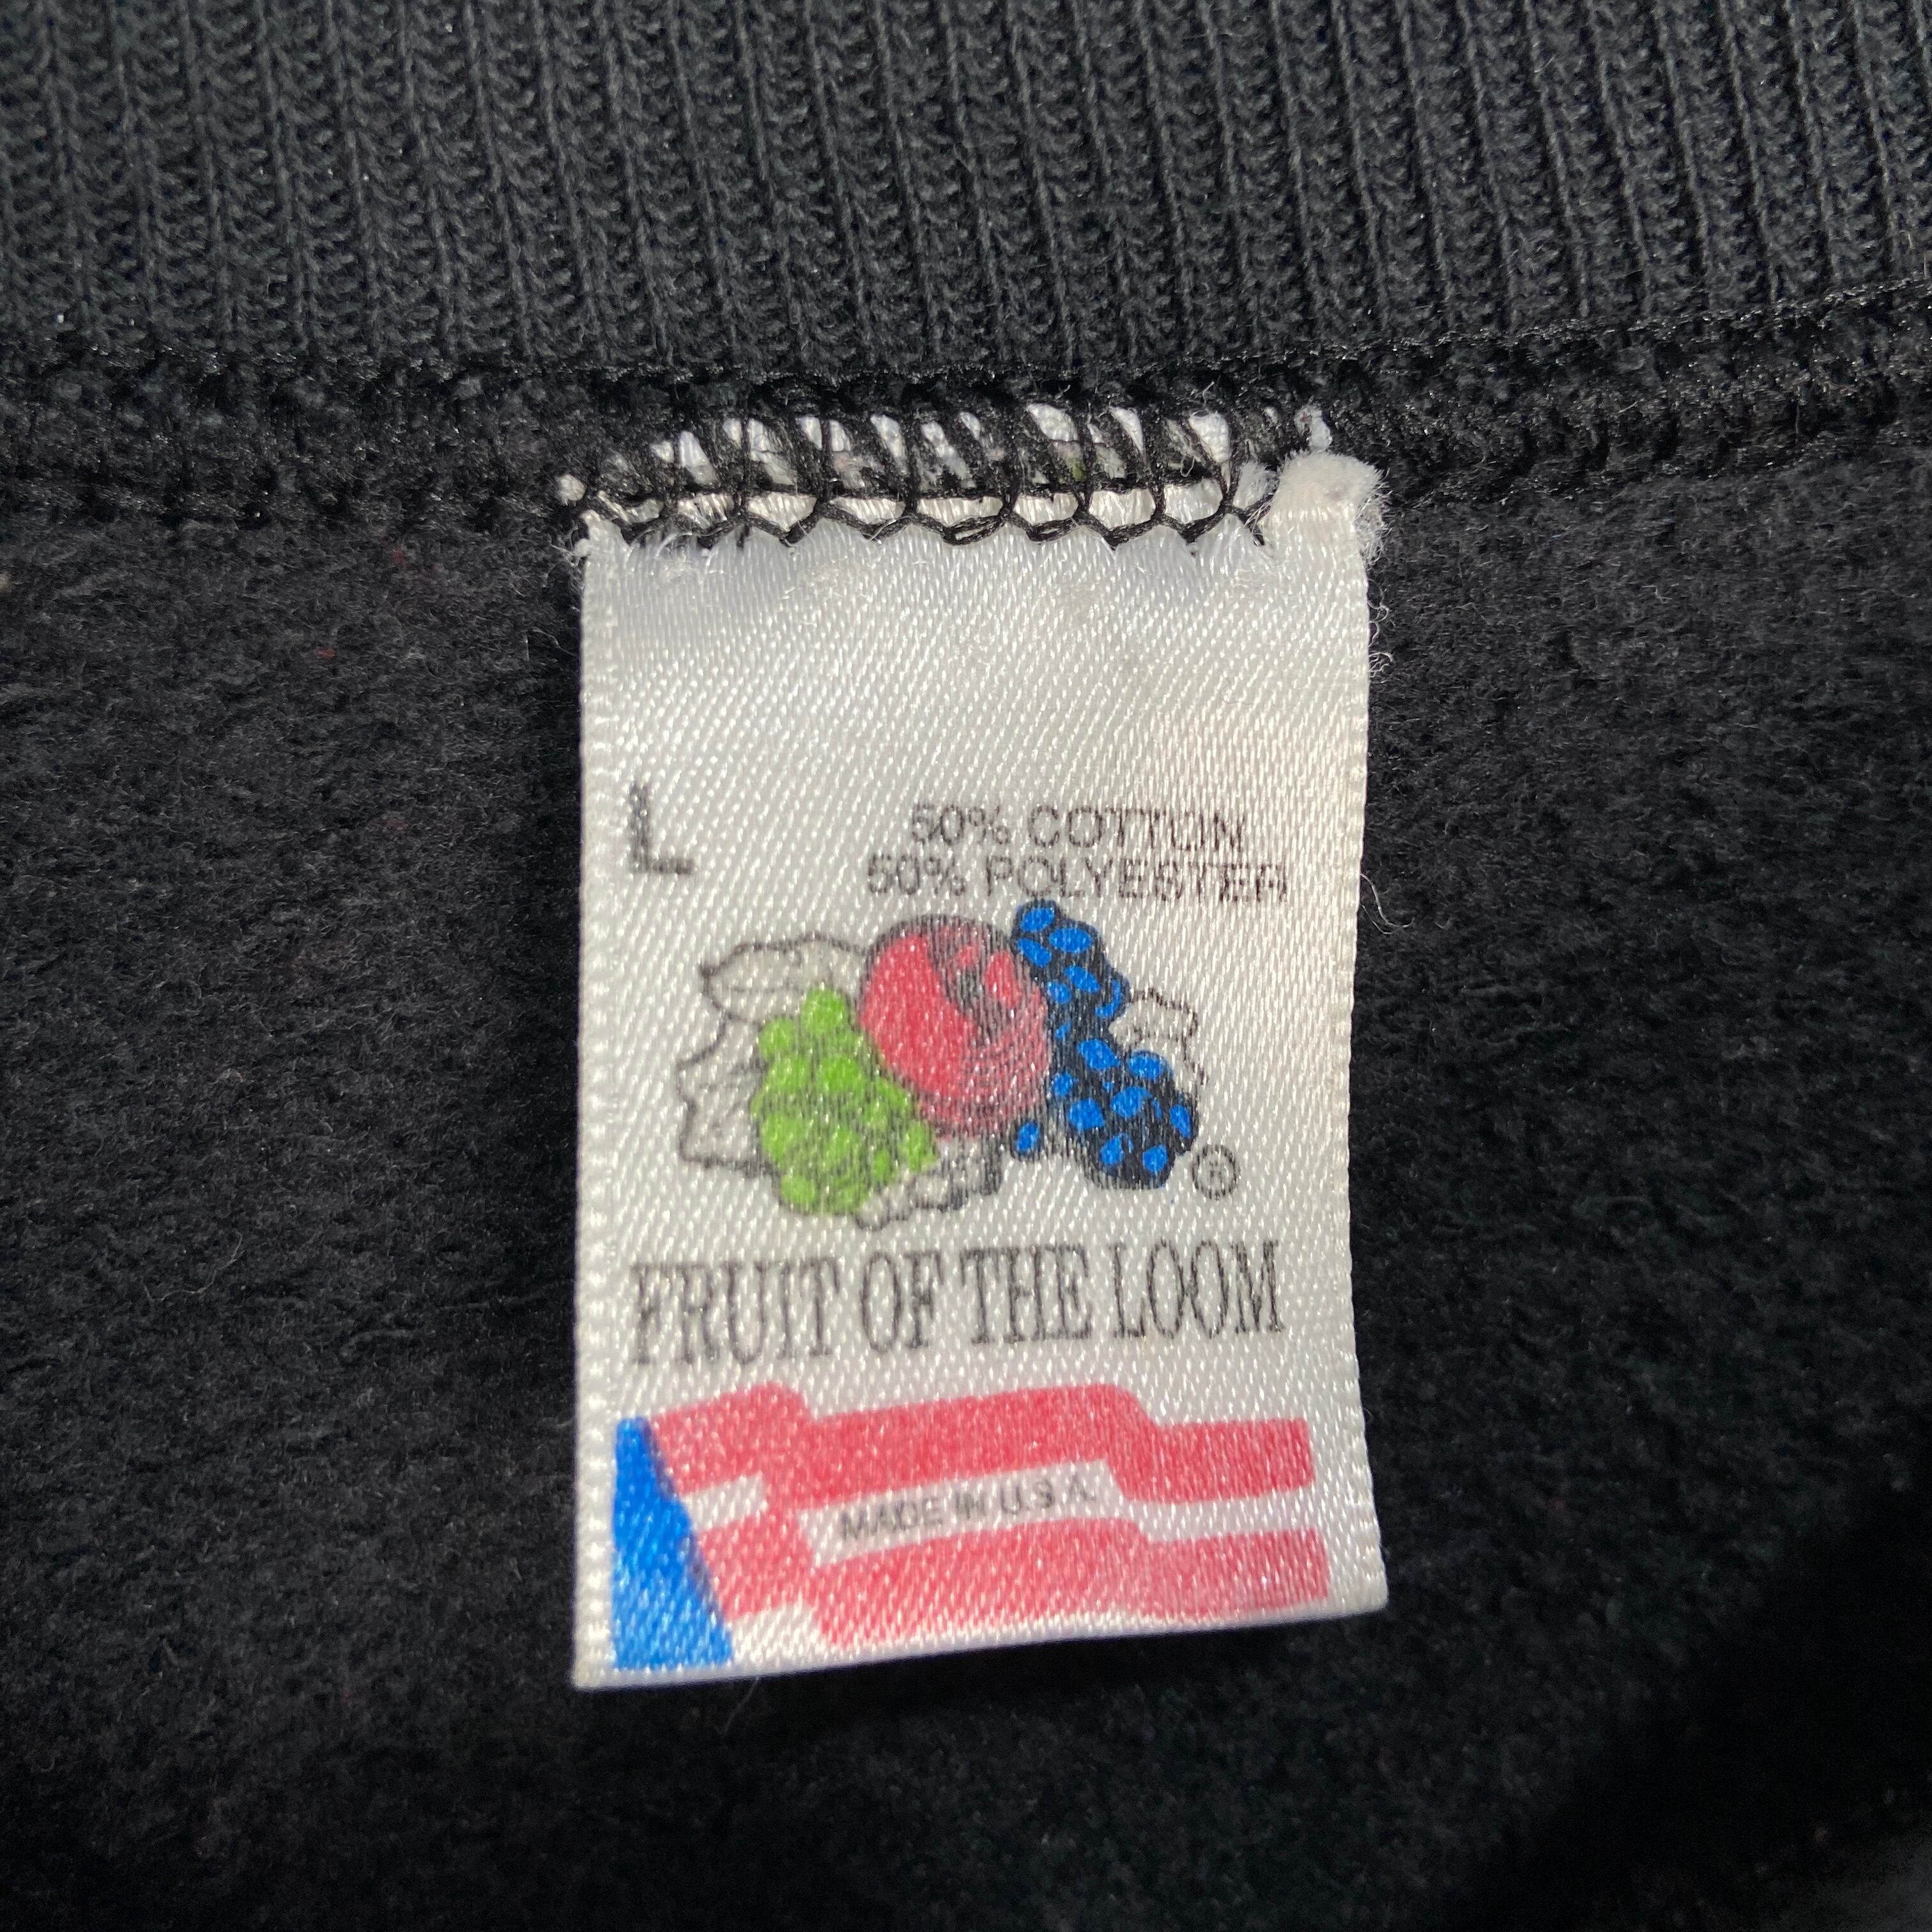 L
50% COTTON
50% POLYESTER
®
FRUIT OF THE LOOM
MADE IN U.S.A.